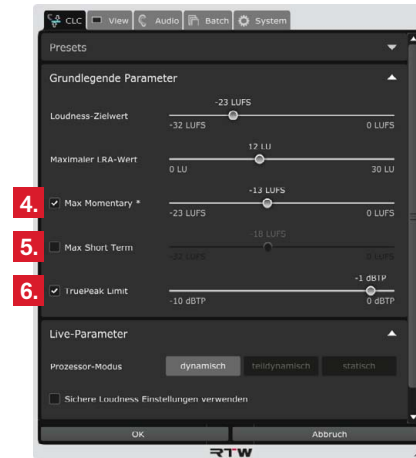 CLC View Audio Batch System
Presets
Grundlegende Parameter
-23 LUFS
Loudness-Zielwert
-32 LUFS 0 LUFS
12 LU
Maximaler LRA-Wert
0 LU 30 LU
-13 LUFS
4. Max Momentary *
-23 LUFS 0 LUFS
-18 LUFS
5. Max Short Term
0 LUFS
-1 dBTP
6. TruePeak Limit
-10 dBTP 0 dBTP
Live-Parameter
Prozessor-Modus dynamisch teildynamisch statisch
Sichere Loudness Einstellungen verwenden
OK Abbruch
RTW